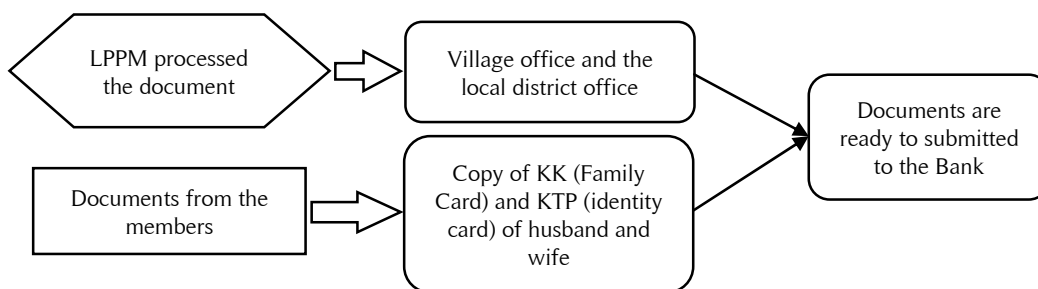 LPPM processed
the document
Village office and the
local district office
Documents are
ready to submitted
to the Bank
Documents from the
members
Copy of KK (Family
Card) and KTP (identity
card) of husband and
wife